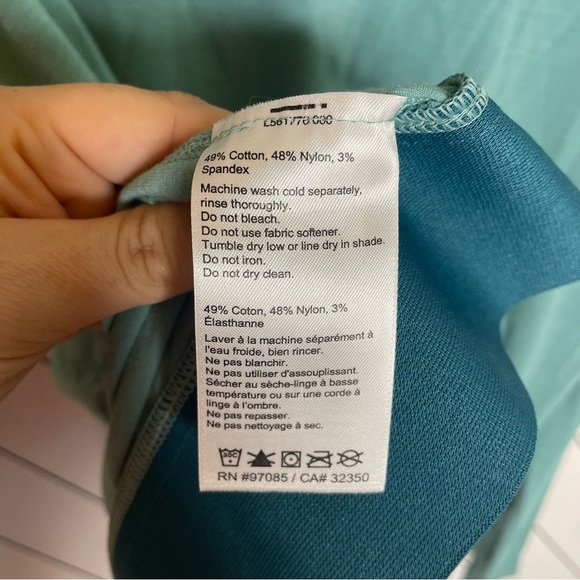 49% Cotton, 48% Nylon, 3%
Spandex
Machine wash cold separately,
rinse thoroughly.
Do not bleach.
Do not use fabric softener.
Tumble dry low or line dry in shade.
Do not iron.
Do not dry clean.
49% Cotton, 48% Nylon, 3%
Élasthanne
Laver à la machine séparément à
l'eau froide, bien rincer.
Ne pas blanchir.
Ne pas utiliser d'assouplissant.
Sécher au sèche-linge à basse
température ou sur une corde à
linge à l'ombre.
Ne pas repasser.
Ne pas nettoyage à sec.
30C
RN #97085 / CA# 32350